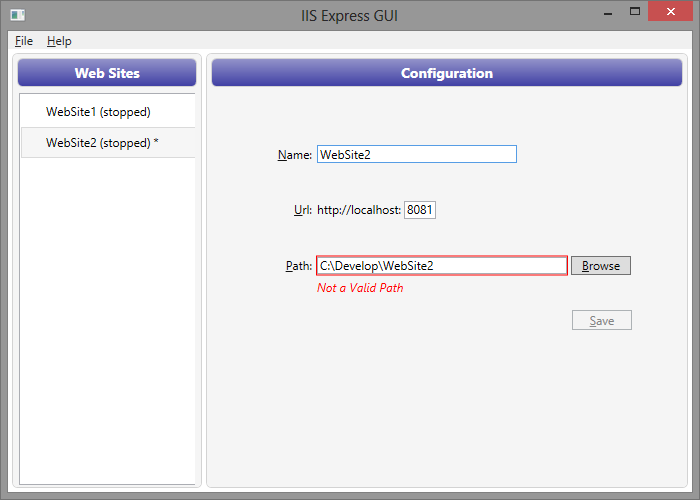 IIS Express GUI
File Help
Web Sites
WebSite1 (stopped)
WebSite2 (stopped) *
Configuration
Name: WebSite2
Url: http://localhost: 8081
Path: C:\Develop\WebSite2 Browse
Not a Valid Path
Save